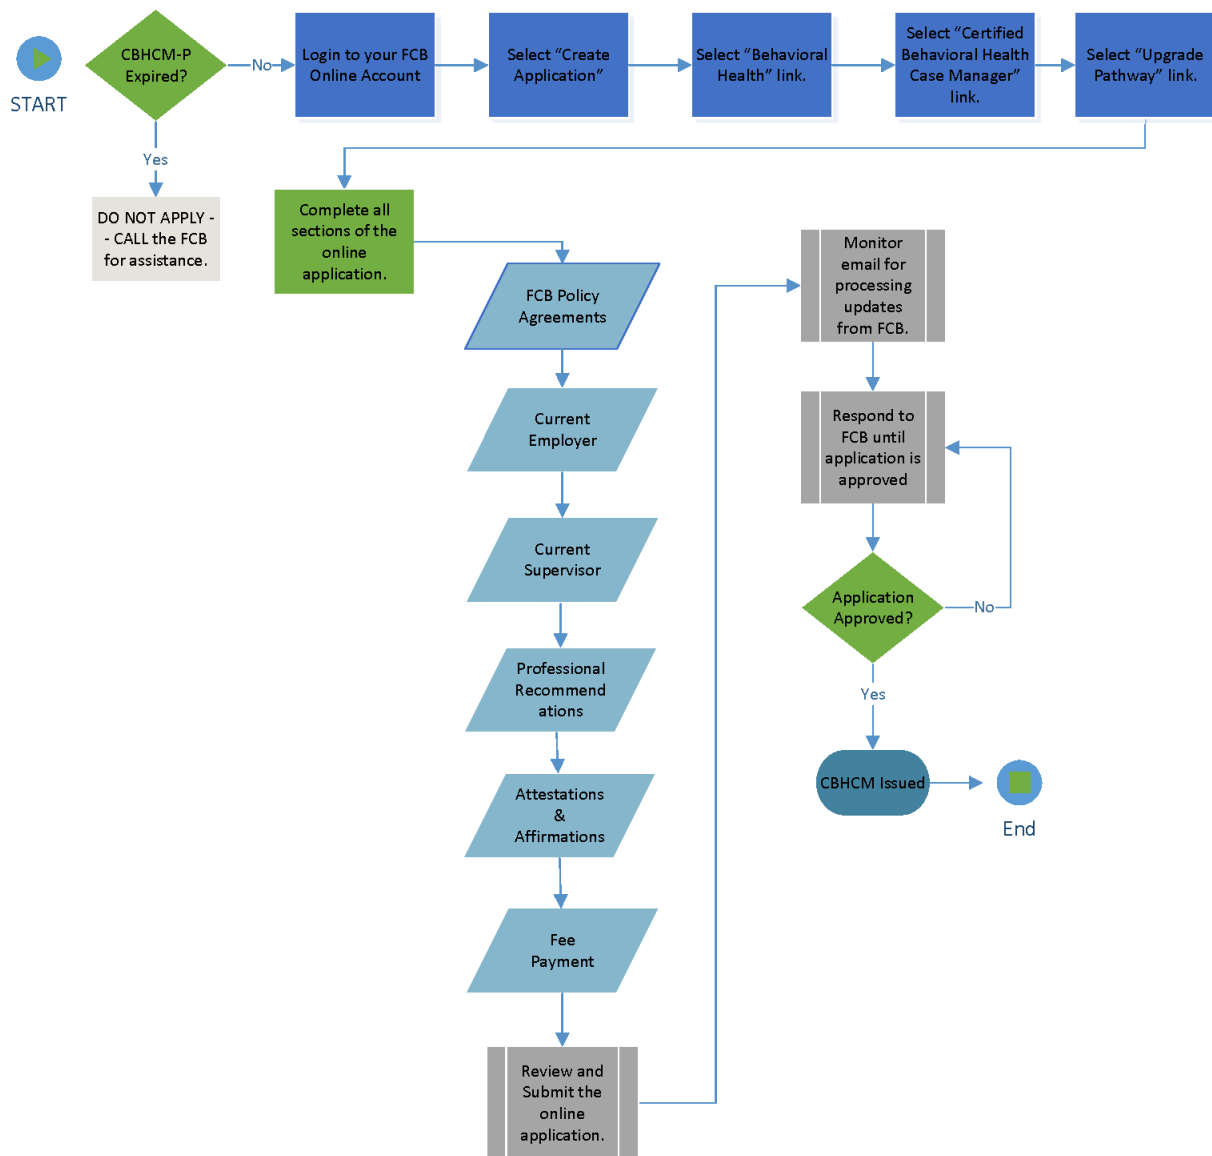 START
CBHCM-P
Expired?
No
Yes
DO NOT APPLY -
- CALL the FCB
for assistance.
Login to your FCB
Online Account
Select “Create
Application”
Select “Behavioral
Health” link.
Select “Certified
Behavioral Health
Case Manager”
link.
Select “Upgrade
Pathway” link.
Complete all
sections of the
online
application.
FCB Policy
Agreements
Current
Employer
Current
Supervisor
Professional
Recommend
ations
Attestations
&
Affirmations
Fee
Payment
Review and
Submit the
online
application.
Monitor
email for
processing
updates
from FCB.
Respond to
FCB until
application is
approved
Application
Approved?
No
Yes
CBHCM Issued
End